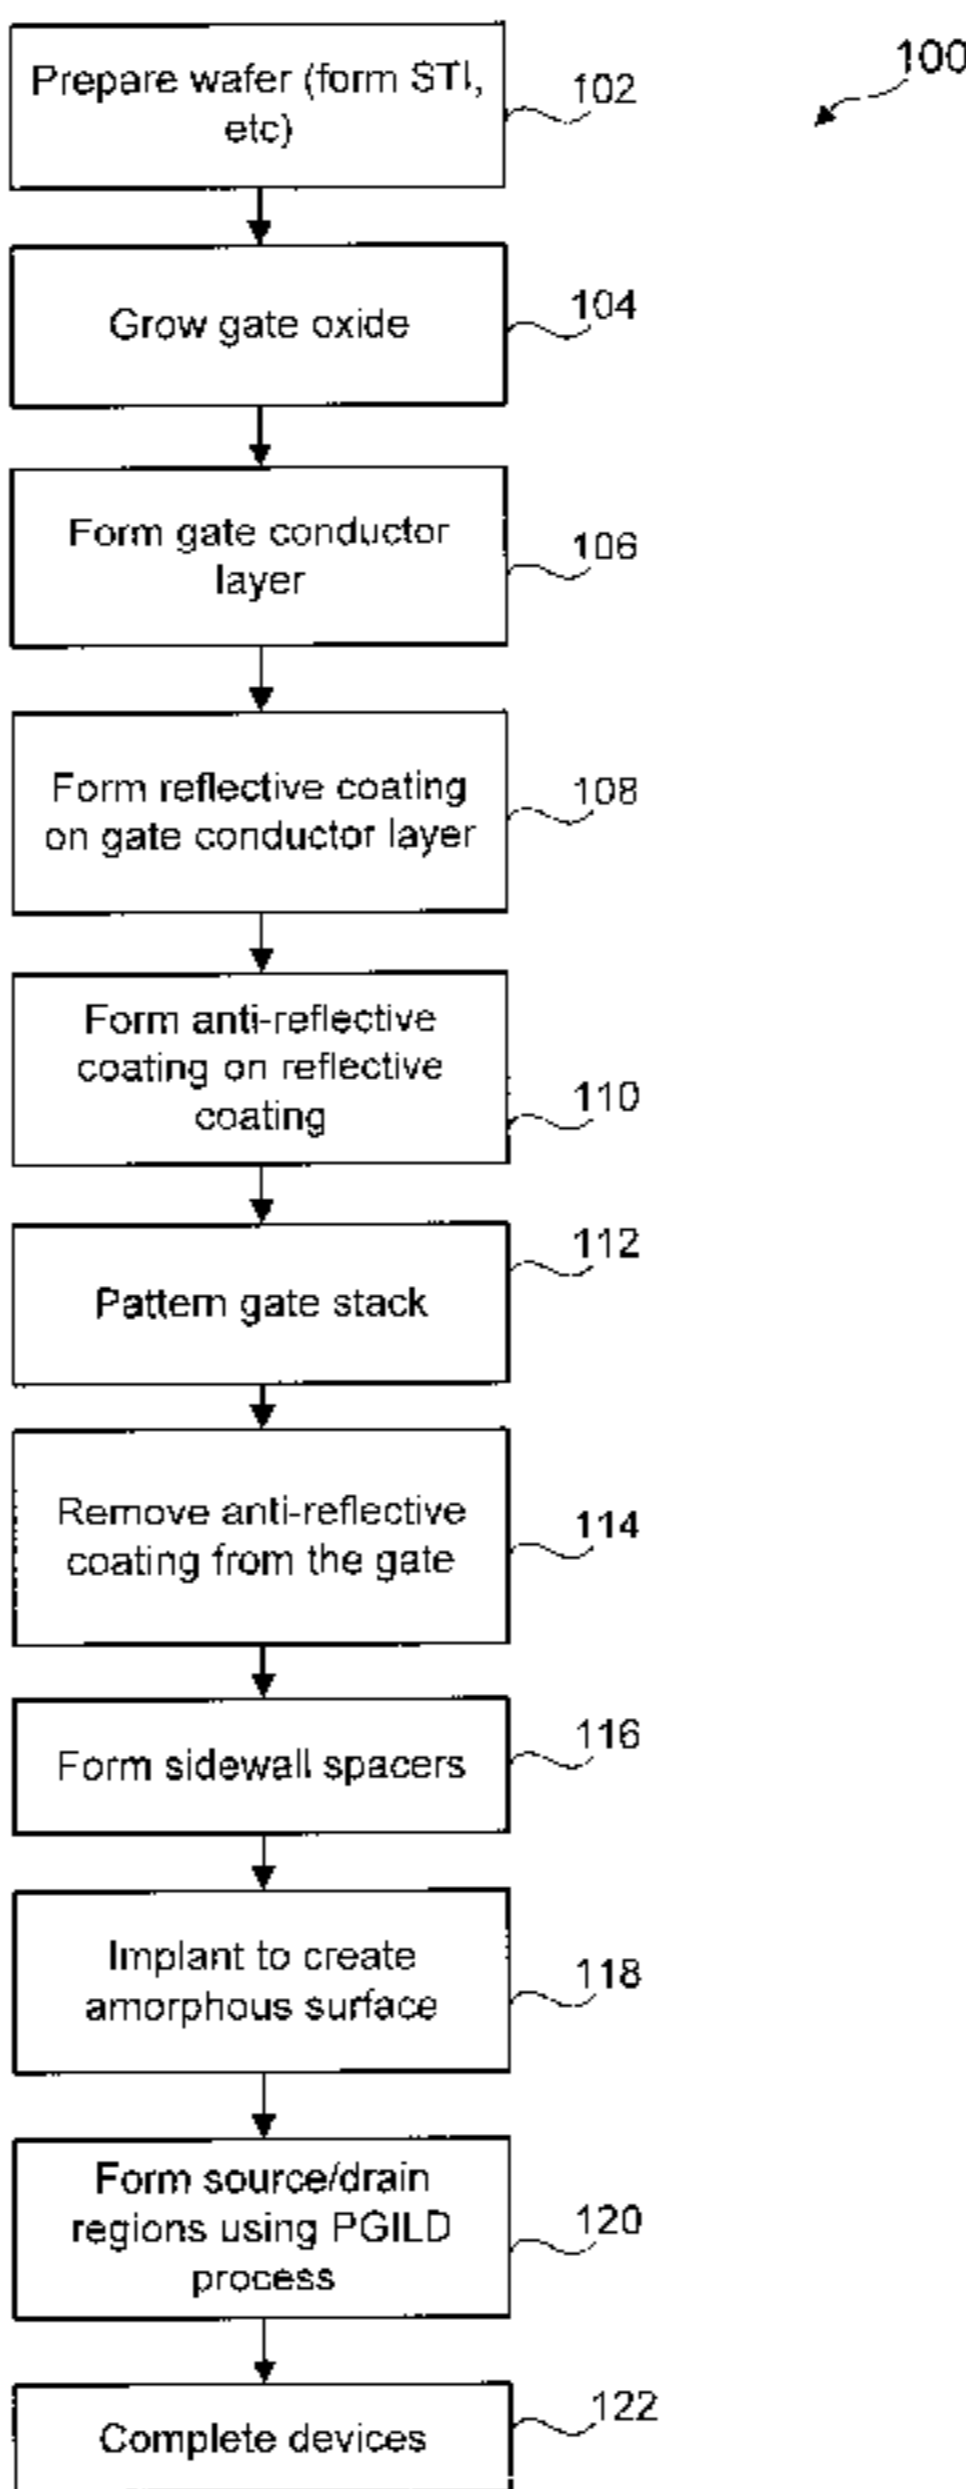 100
Prepare wafer (form STI,
etc)
102
Grow gate oxide
104
Form gate conductor
layer
106
Form reflective coating
on gate conductor layer
108
Form anti-reflective
coating on reflective
coating
110
Pattern gate stack
112
Remove anti-reflective
coating from the gate
114
Form sidewall spacers
116
Implant to create
amorphous surface
118
Form source/drain
regions using PGILD
process
120
Complete devices
122